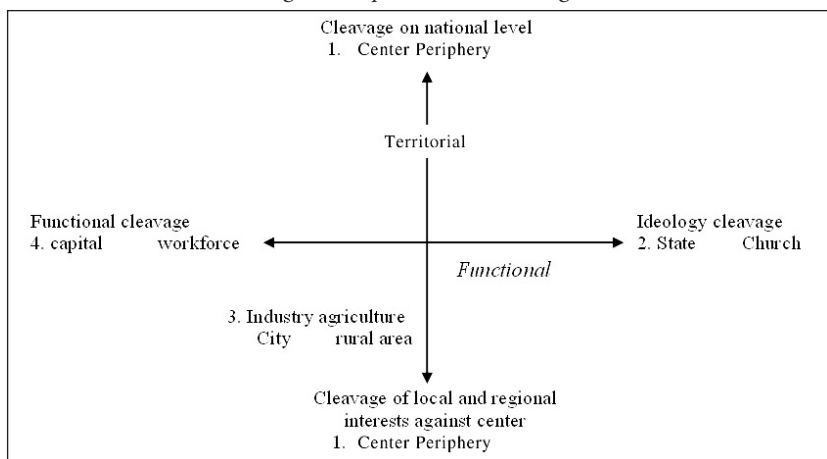 Cleavage on national level
1. Center Periphery
Territorial
Functional cleavage
4. capital workforce
Ideology cleavage
2. State Church
Functional
3. Industry agriculture
City rural area
Cleavage of local and regional
interests against center
1. Center Periphery